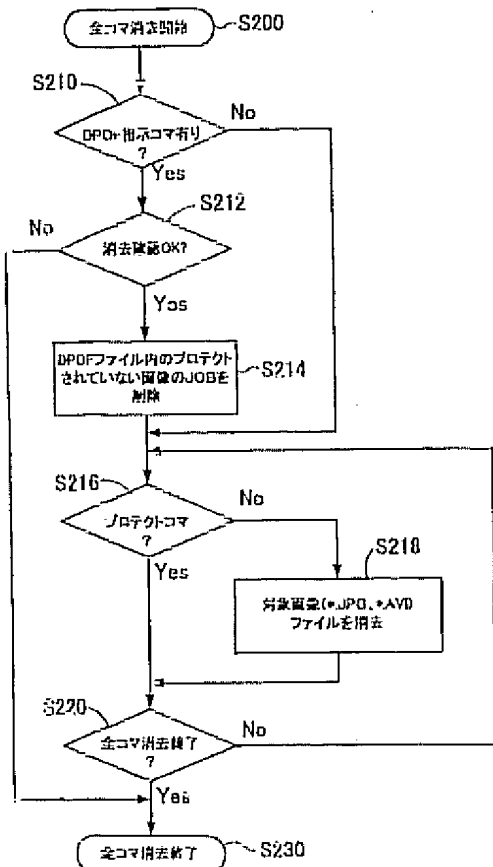 全コマ消去開始
S200
S210
DPOF指示コマ有り
?
No
Yes
S212
No
消去確認OK?
Yes
DPOFファイル内のプロテクト
されていない画像のJOBを
削除
S214
S216
プロテクトコマ
?
No
Yes
S218
対象画像(*.JPG、*.AVI)
ファイルを消去
S220
全コマ消去終了
?
No
Yes
全コマ消去終了
S230